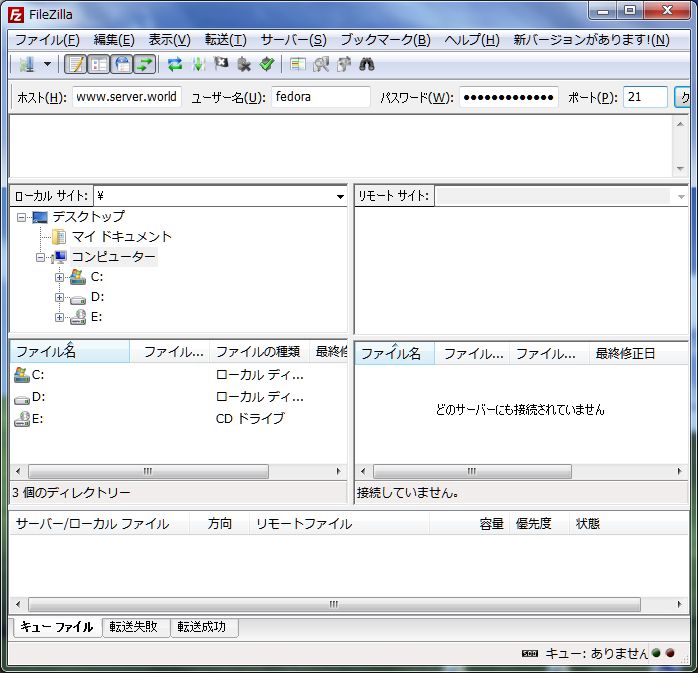 FileZilla
ファイル(F) 編集(E) 表示(V) 転送(T) サーバー(S) ブックマーク(B) ヘルプ(H) 新バージョンがあります!(N)
ホスト(H): www.server.world ユーザー名(U): fedora パスワード(W): ●●●●●●●●●●●●● ポート(P): 21
ローカル サイト: ¥
リモート サイト:
デスクトップ
マイ ドキュメント
コンピューター
C:
D:
E:
ファイル名 ファイル... ファイルの種類 最終修
C: ローカル ディ...
D: ローカル ディ...
E: CD ドライブ
3 個のディレクトリー
ファイル名 ファイル... ファイル... 最終修正日
どのサーバーにも接続されていません
接続していません。
サーバー/ローカル ファイル 方向 リモートファイル 容量 優先度 状態
キュー ファイル 転送失敗 転送成功
キュー: ありません